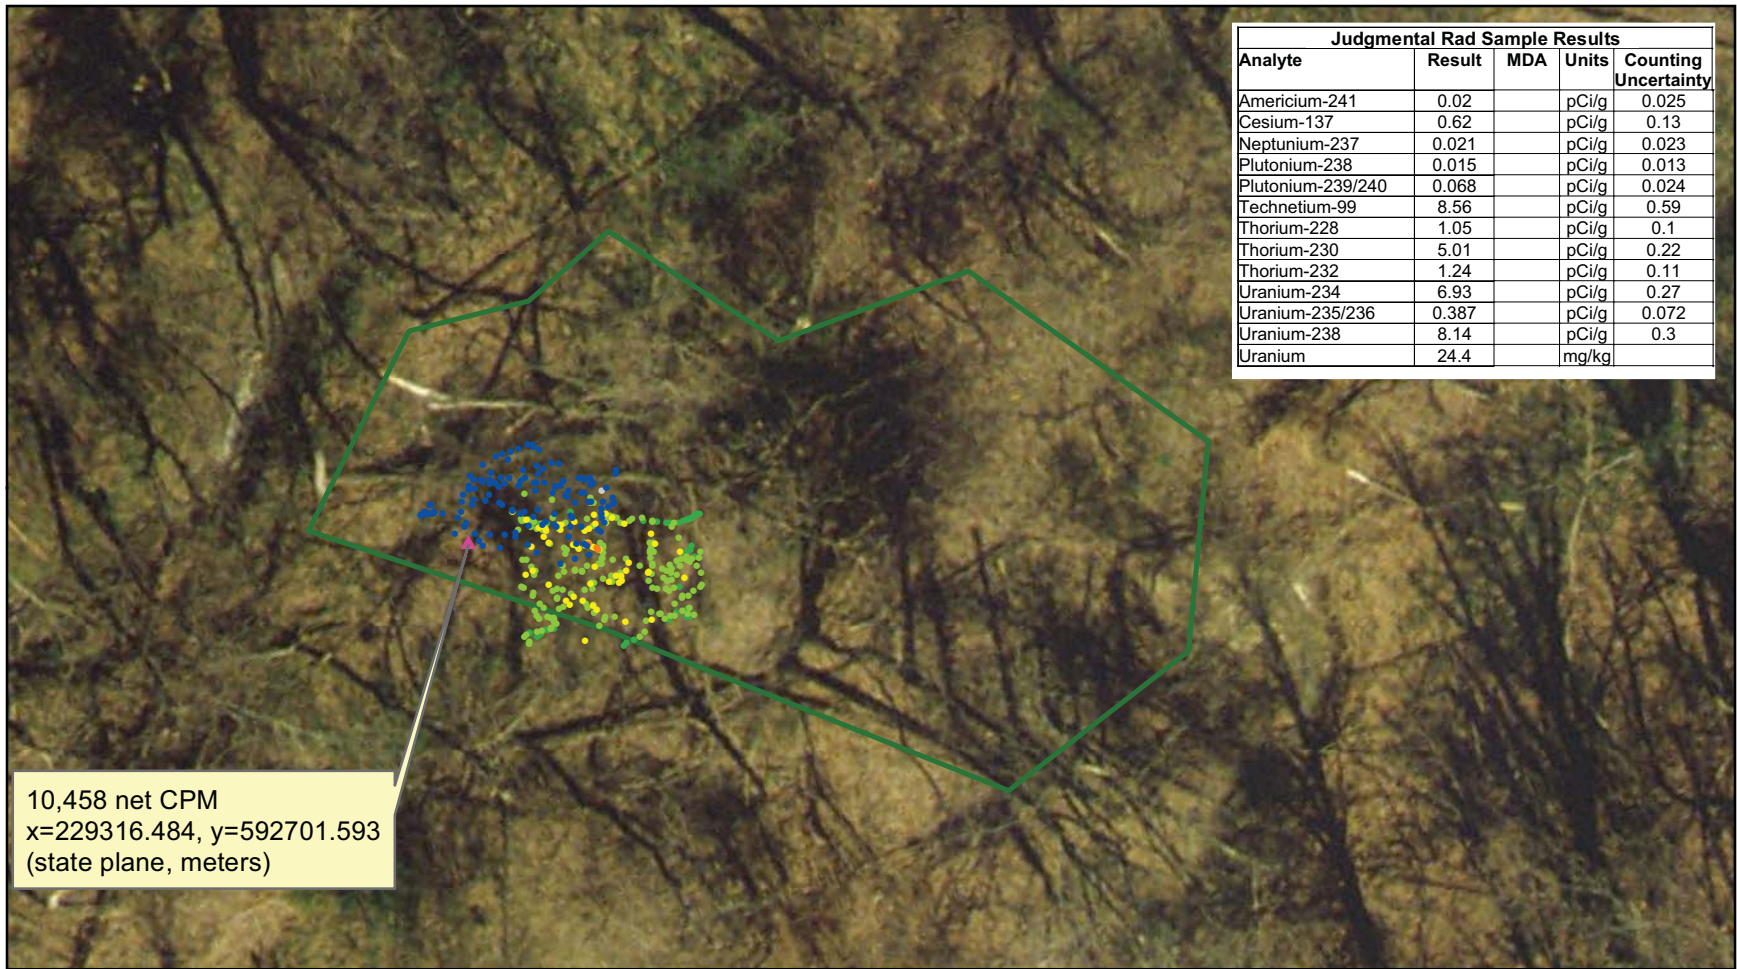 Judgmental Rad Sample Results
Analyte Result MDA Units Counting Uncertainty
Americium-241 0.02 pCi/g 0.025
Cesium-137 0.62 pCi/g 0.13
Neptunium-237 0.021 pCi/g 0.023
Plutonium-238 0.015 pCi/g 0.013
Plutonium-239/240 0.068 pCi/g 0.024
Technetium-99 8.56 pCi/g 0.59
Thorium-228 1.05 pCi/g 0.1
Thorium-230 5.01 pCi/g 0.22
Thorium-232 1.24 pCi/g 0.11
Uranium-234 6.93 pCi/g 0.27
Uranium-235/236 0.387 pCi/g 0.072
Uranium-238 8.14 pCi/g 0.3
Uranium 24.4 mg/kg
10,458 net CPM
x=229316.484, y=592701.593
(state plane, meters)